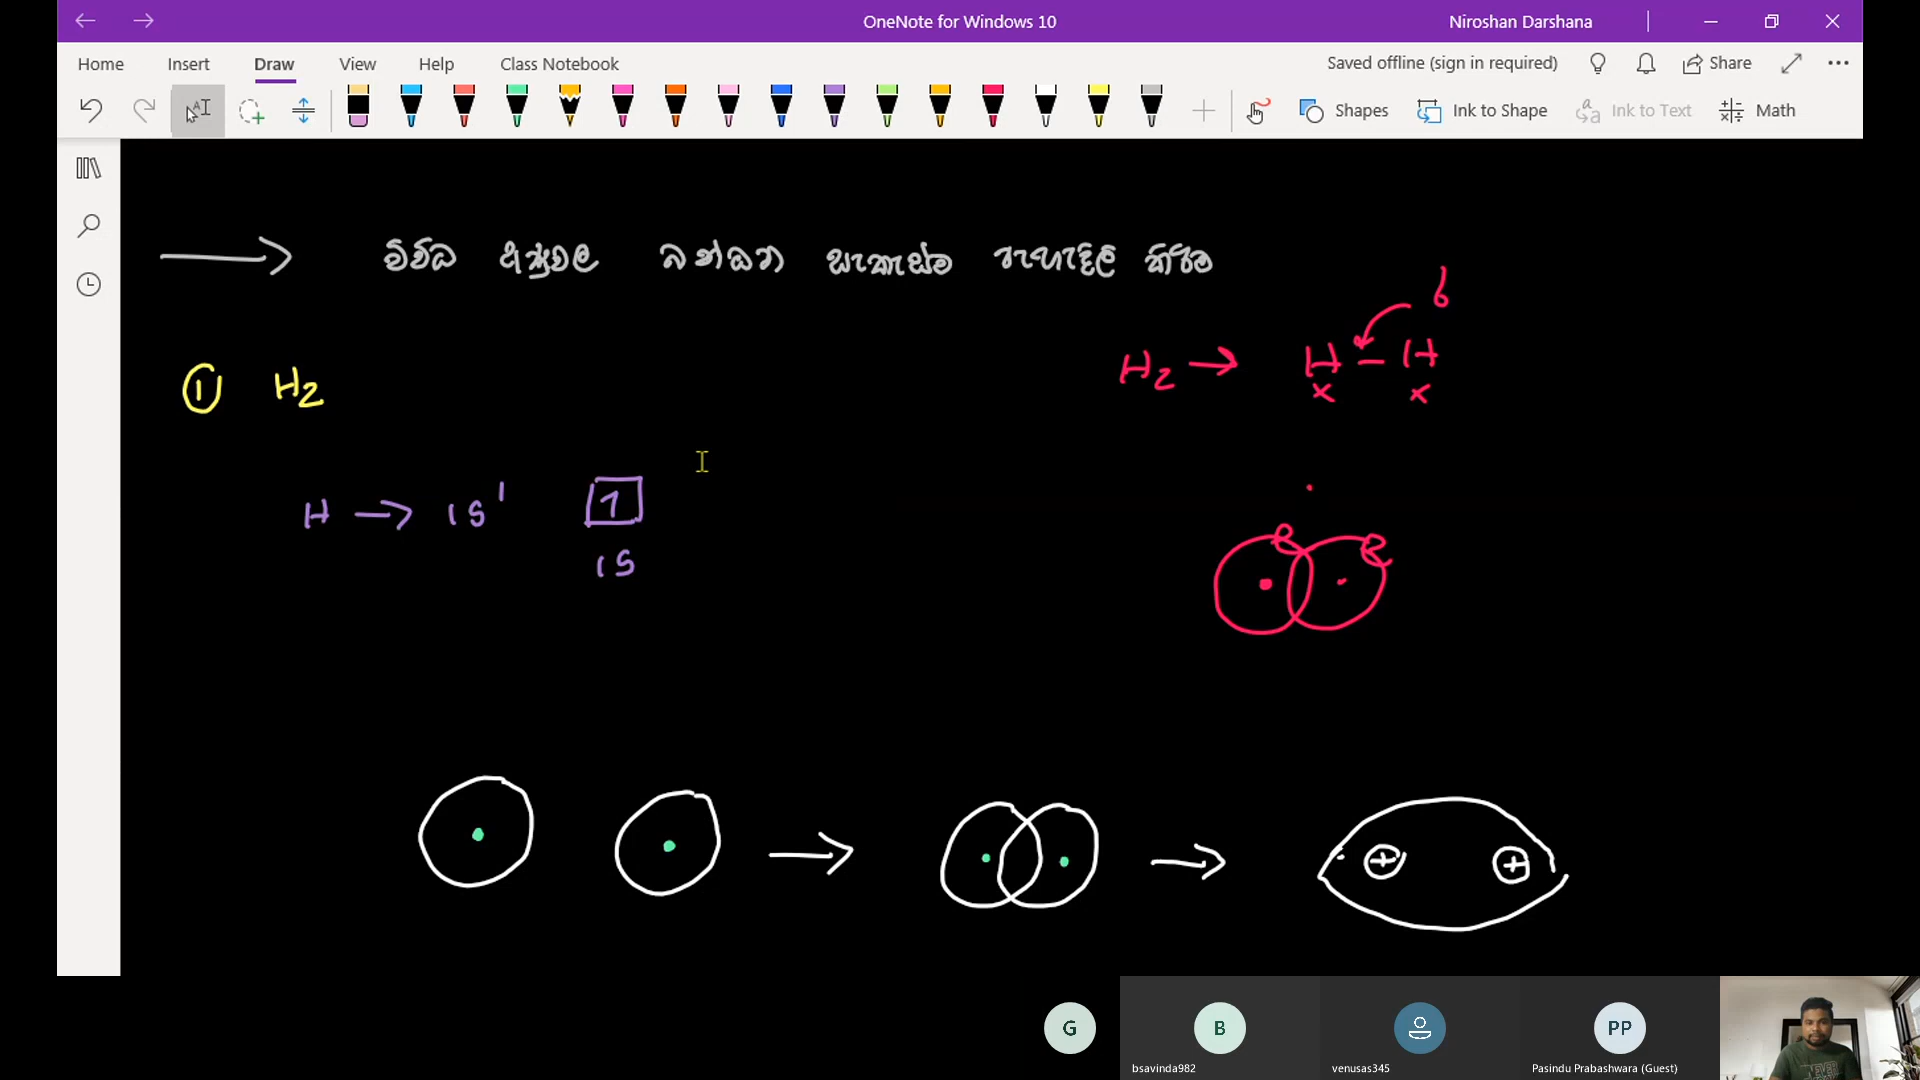 OneNote for Windows 10
Niroshan Darshana
Home Insert Draw View Help Class Notebook
Saved offline (sign in required) Share
Shapes Ink to Shape Ink to Text Math
විවිධ අණුවල බන්ධන සැකැස්ම පැහැදිලි කිරීම
① H₂
H₂ → H – H
x x
H → 1S¹ 1
1S
+ +
G B PP
bsavinda982 venusas345 Pasindu Prabashwara (Guest)